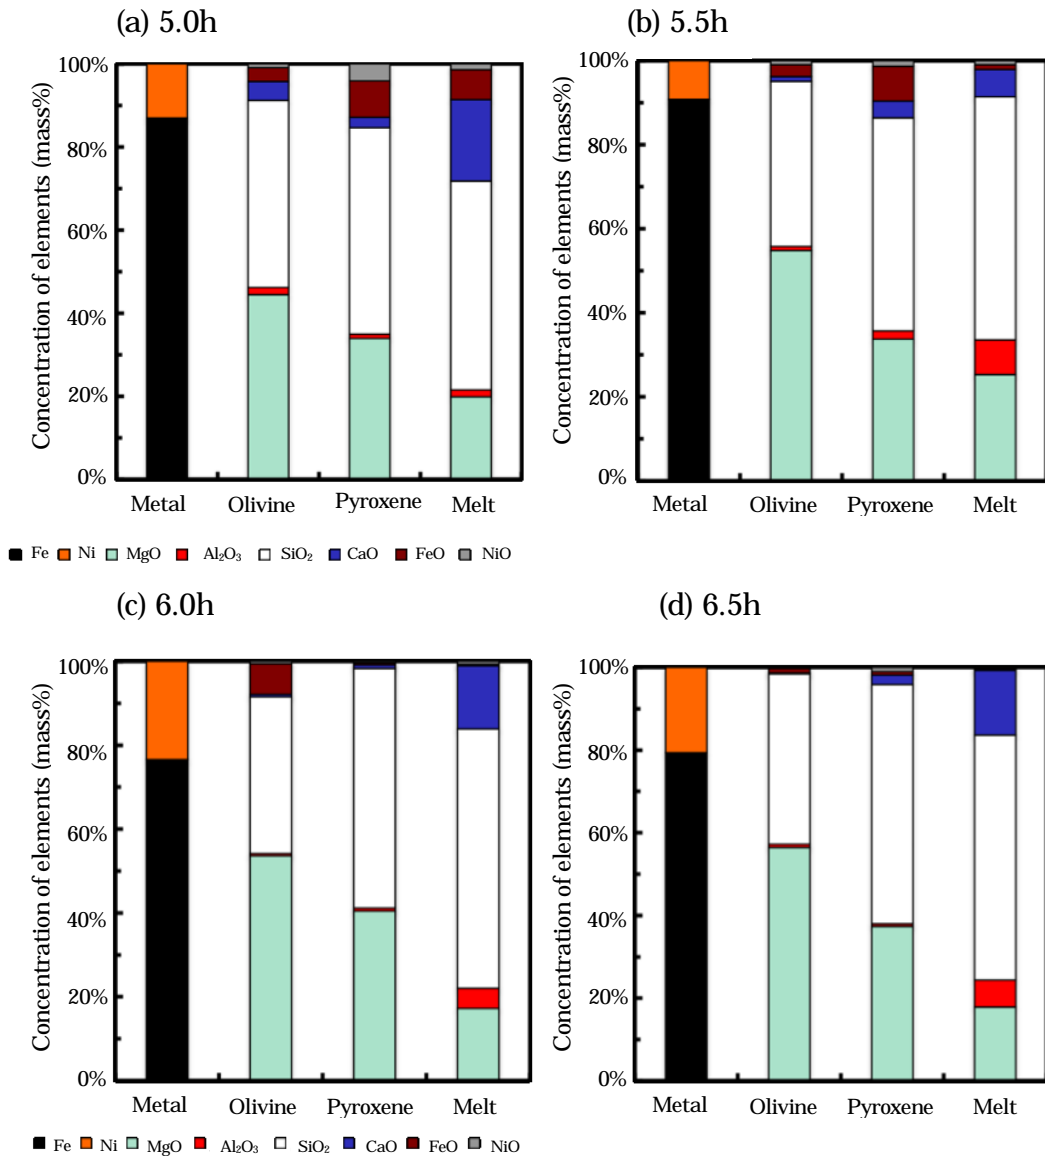 (a) 5.0h
Concentration of elements (mass%)
100%
80%
60%
40%
20%
0%
Metal Olivine Pyroxene Melt
(b) 5.5h
Concentration of elements (mass%)
100%
80%
60%
40%
20%
0%
Metal Olivine Pyroxene Melt
Fe Ni MgO Al₂O₃ SiO₂ CaO FeO NiO
(c) 6.0h
Concentration of elements (mass%)
100%
80%
60%
40%
20%
0%
Metal Olivine Pyroxene Melt
(d) 6.5h
Concentration of elements (mass%)
100%
80%
60%
40%
20%
0%
Metal Olivine Pyroxene Melt
Fe Ni MgO Al₂O₃ SiO₂ CaO FeO NiO